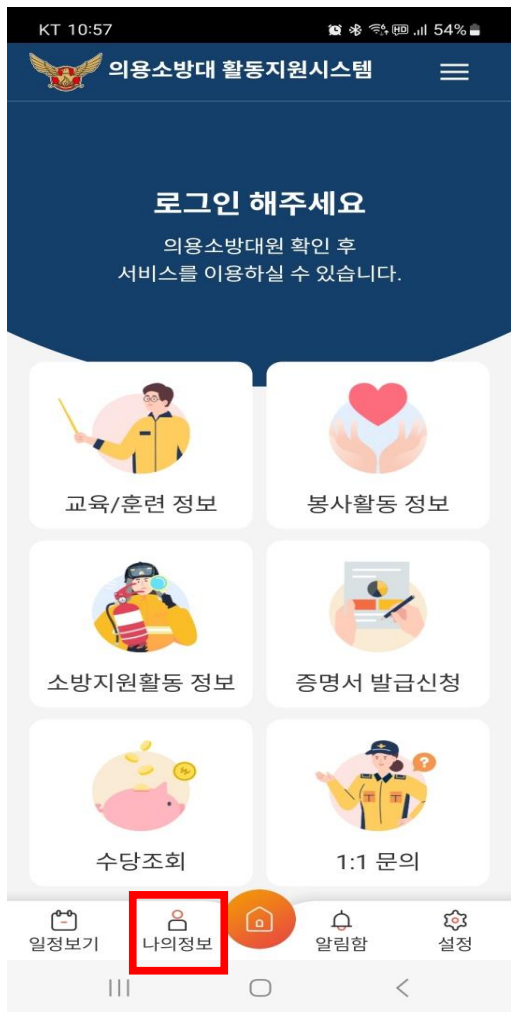 KT 10:57
HD 54%
의용소방대 활동지원시스템
로그인 해주세요
의용소방대원 확인 후
서비스를 이용하실 수 있습니다.
교육/훈련 정보
봉사활동 정보
소방지원활동 정보
증명서 발급신청
수당조회
1:1 문의
일정보기
나의정보
알림함
설정